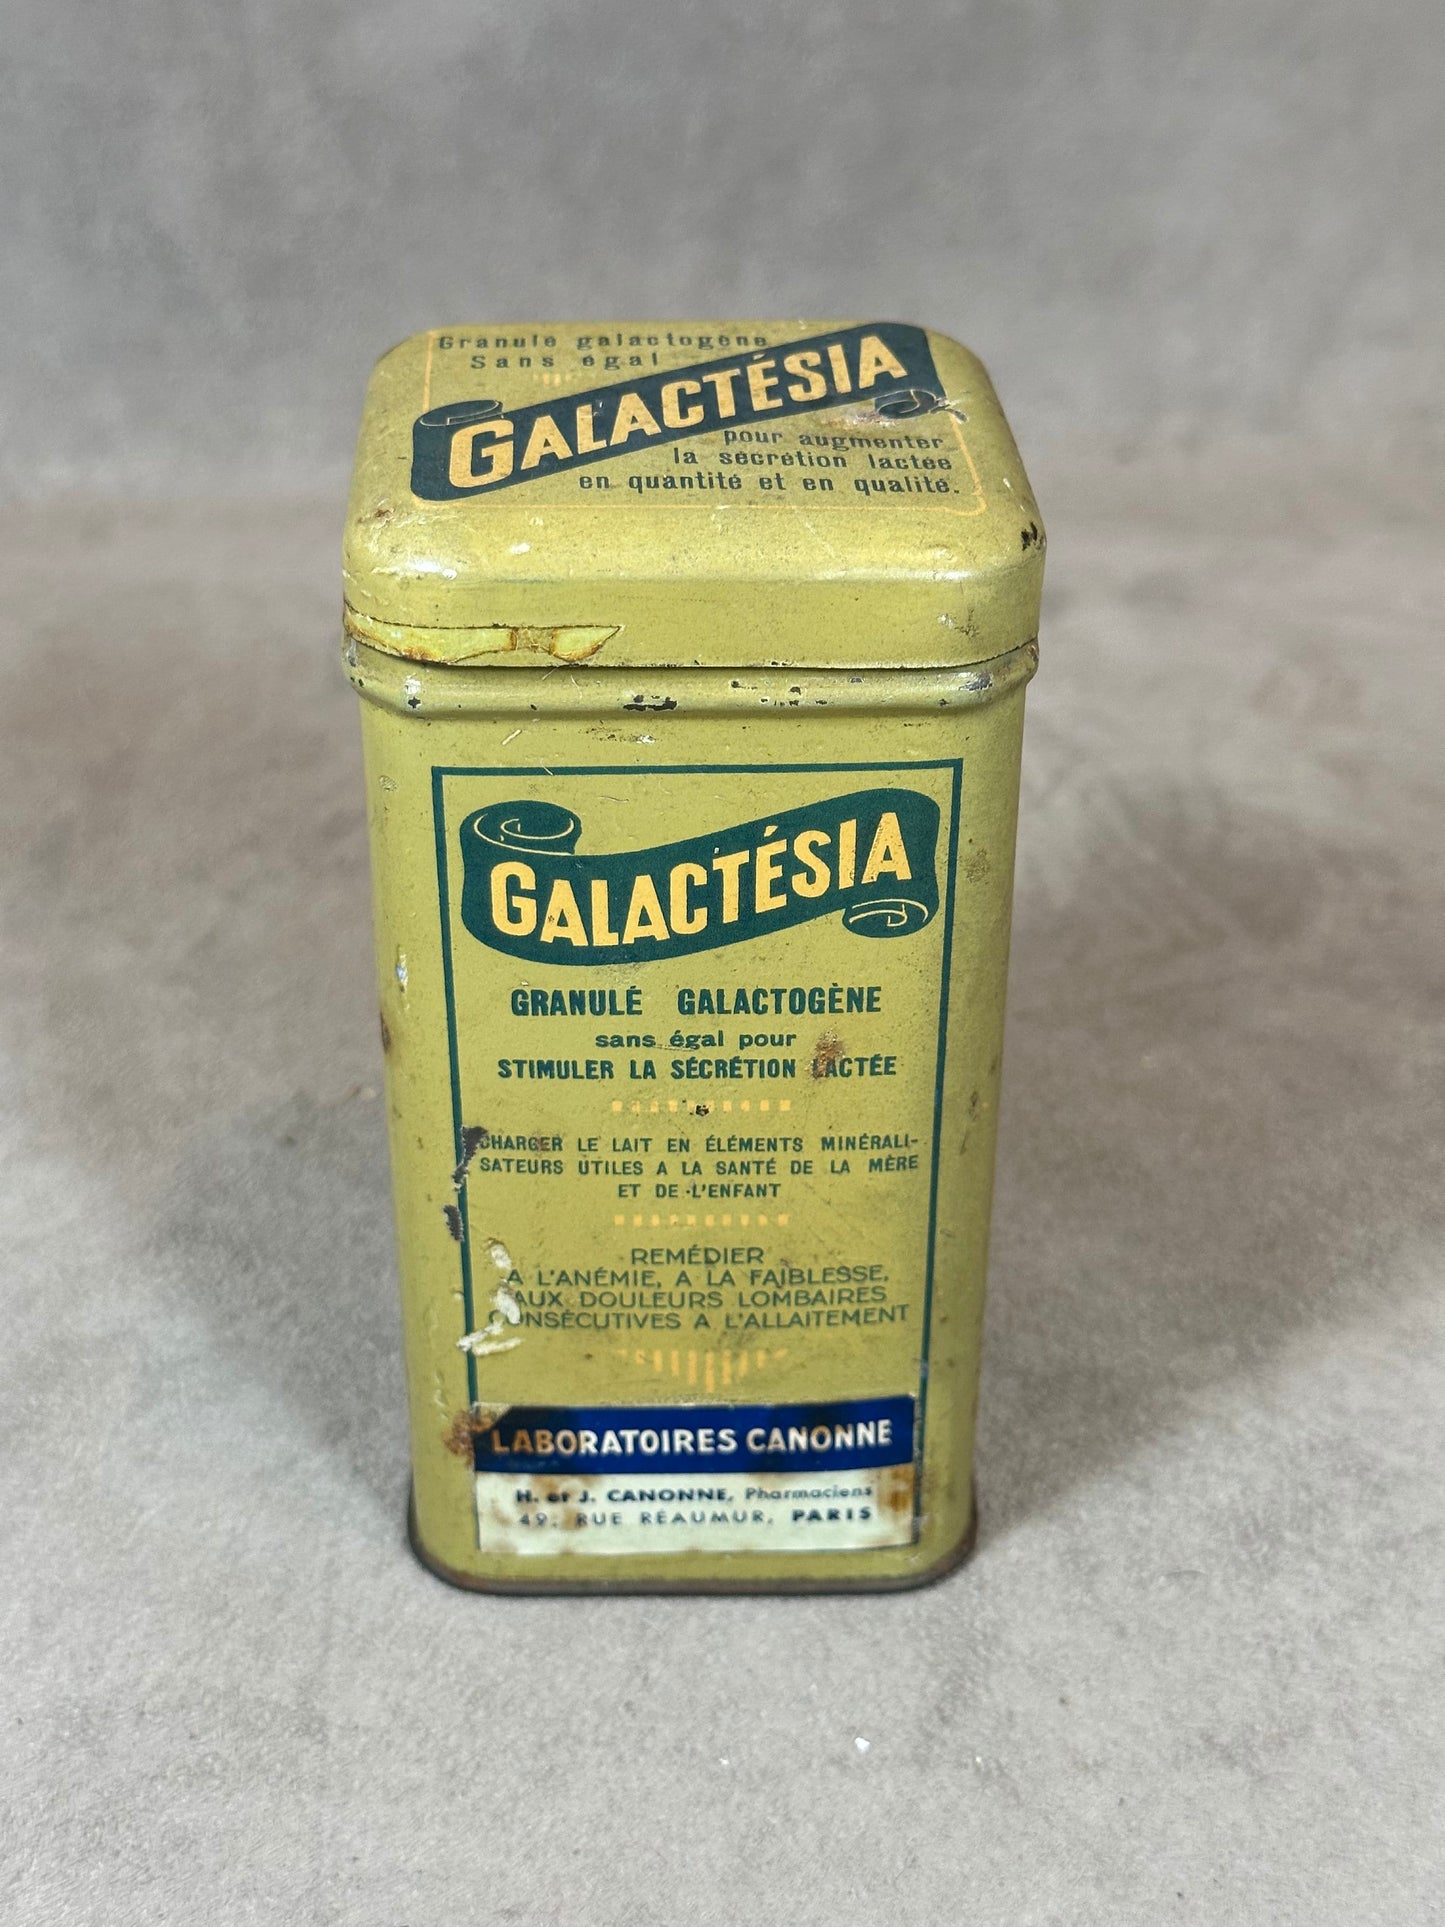 Granulé galactogène
Sans égal
GALACTÉSIA
pour augmenter
la sécrétion lactée
en quantité et en qualité.
GALACTÉSIA
GRANULÉ GALACTOGÈNE
sans égal pour
STIMULER LA SÉCRÉTION LACTÉE
CHARGER LE LAIT EN ÉLÉMENTS MINÉRALI-
SATEURS UTILES A LA SANTÉ DE LA MÈRE
ET DE L'ENFANT
REMÉDIER
A L'ANÉMIE, A LA FAIBLESSE,
AUX DOULEURS LOMBAIRES
CONSÉCUTIVES A L'ALLAITEMENT
LABORATOIRES CANONNE
H. et J. CANONNE, Pharmaciens
49, RUE RÉAUMUR, PARIS